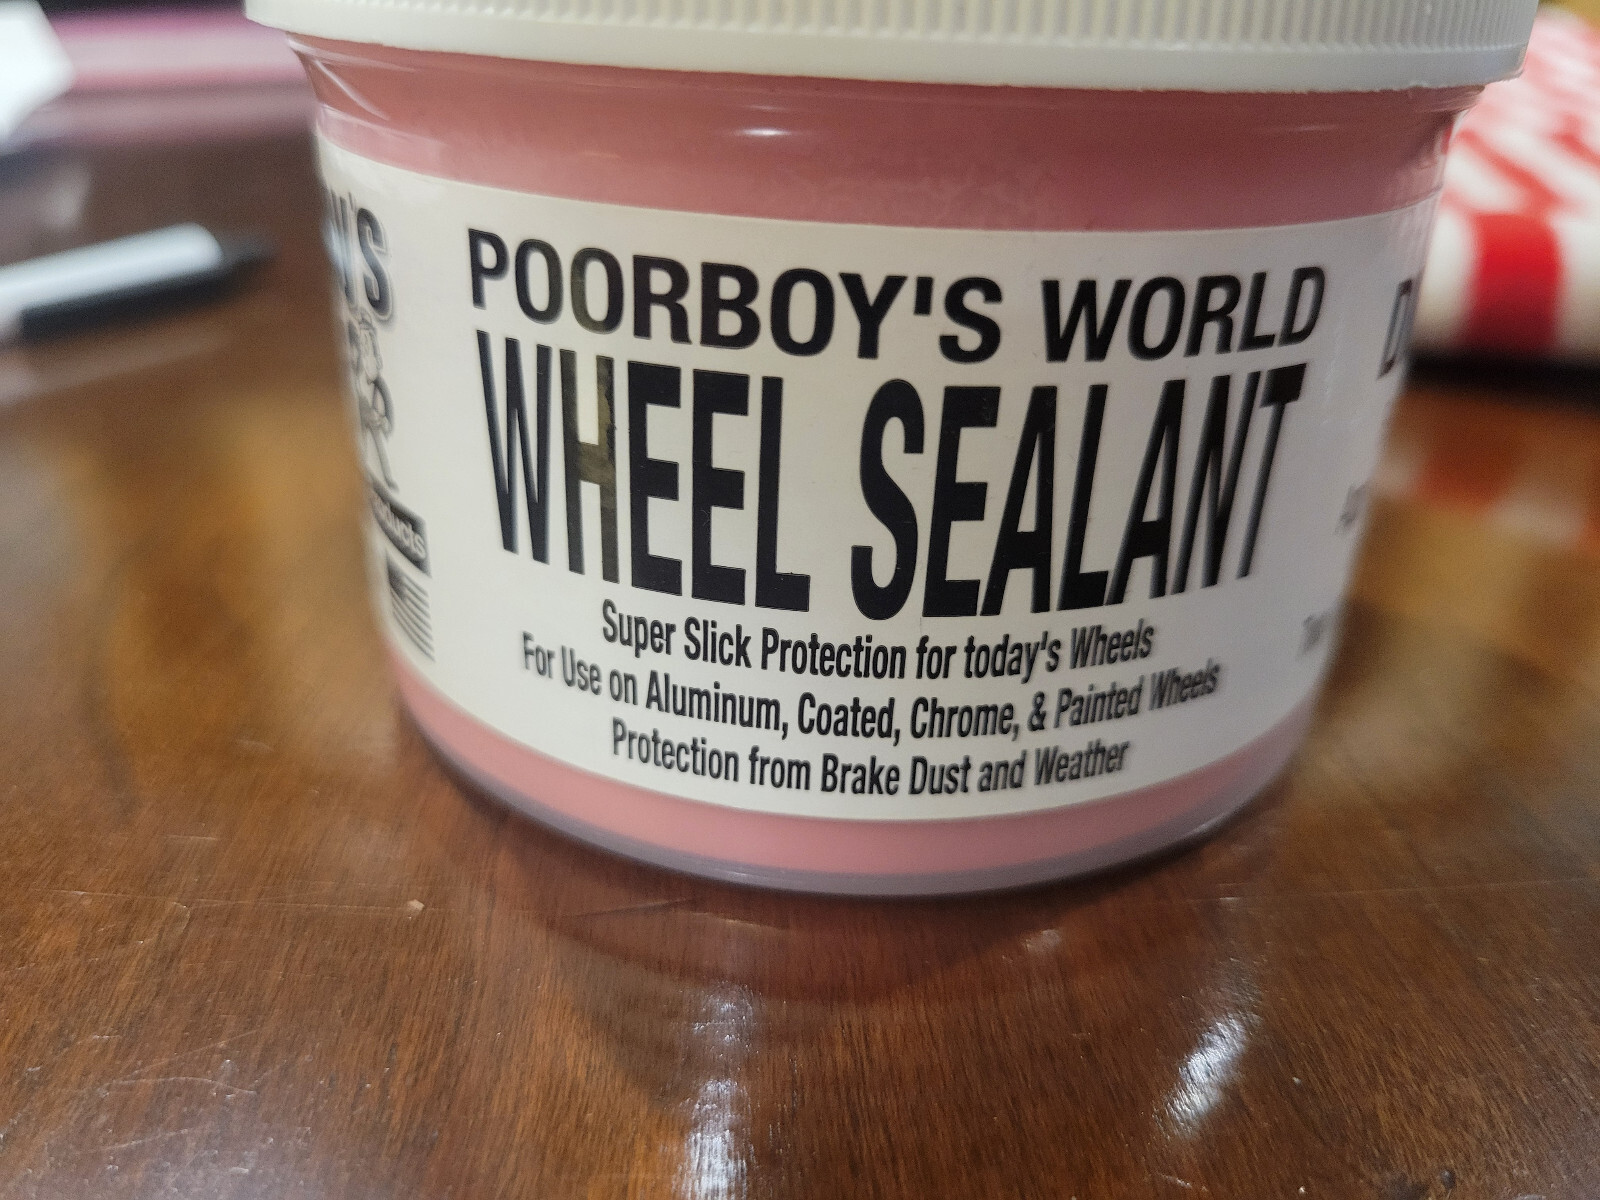 POORBOY'S WORLD
WHEEL SEALANT
Super Slick Protection for today's Wheels
For Use on Aluminum, Coated, Chrome, & Painted Wheels
Protection from Brake Dust and Weather